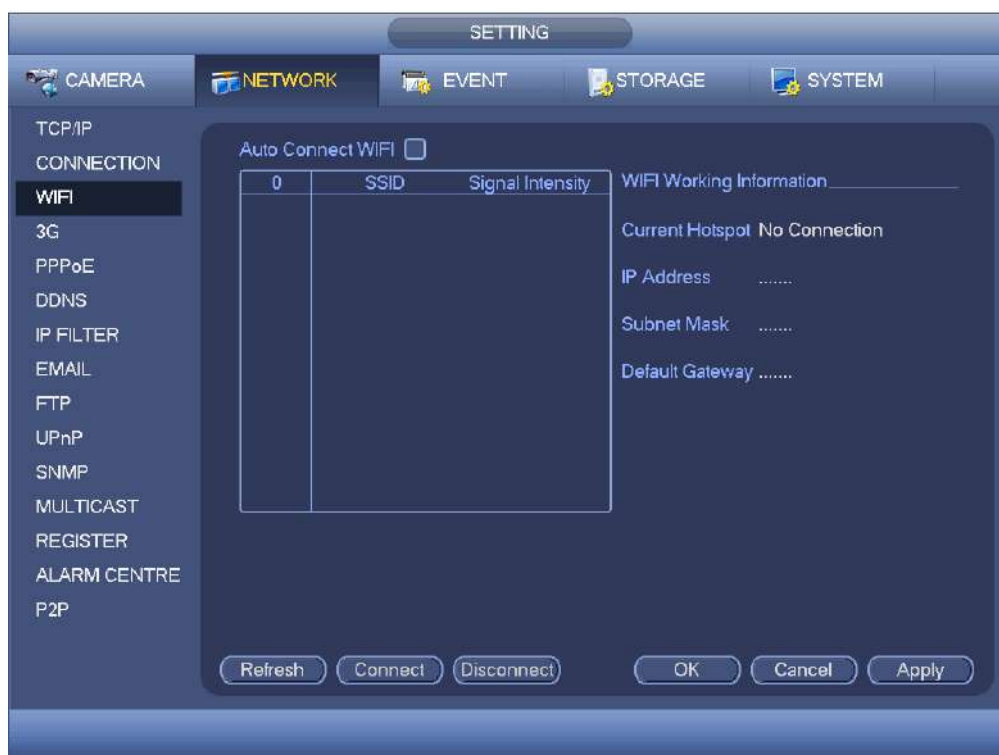 SETTING
CAMERA NETWORK EVENT STORAGE SYSTEM
TCP/IP
CONNECTION
WIFI
3G
PPPoE
DDNS
IP FILTER
EMAIL
FTP
UPnP
SNMP
MULTICAST
REGISTER
ALARM CENTRE
P2P
Auto Connect WIFI
0 SSID Signal Intensity
WIFI Working Information
Current Hotspot No Connection
IP Address .......
Subnet Mask .......
Default Gateway .......
Refresh Connect Disconnect OK Cancel Apply